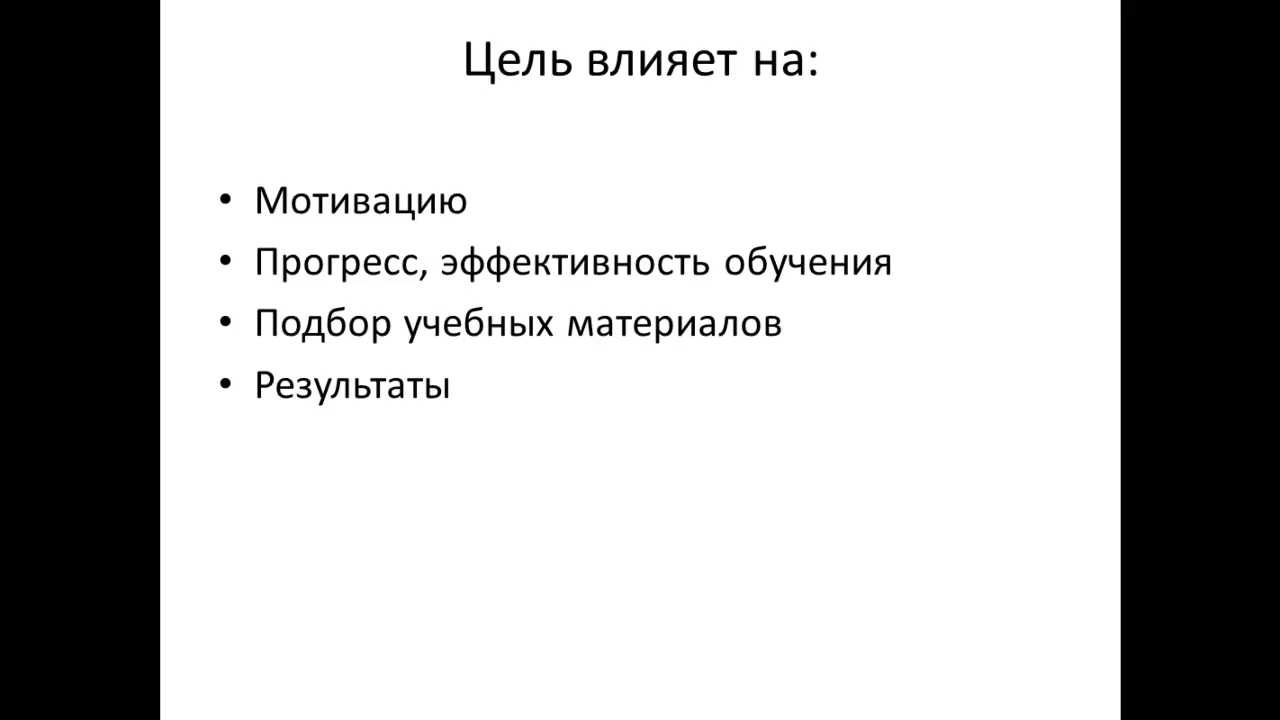 Цель влияет на:
• Мотивацию
• Прогресс, эффективность обучения
• Подбор учебных материалов
• Результаты